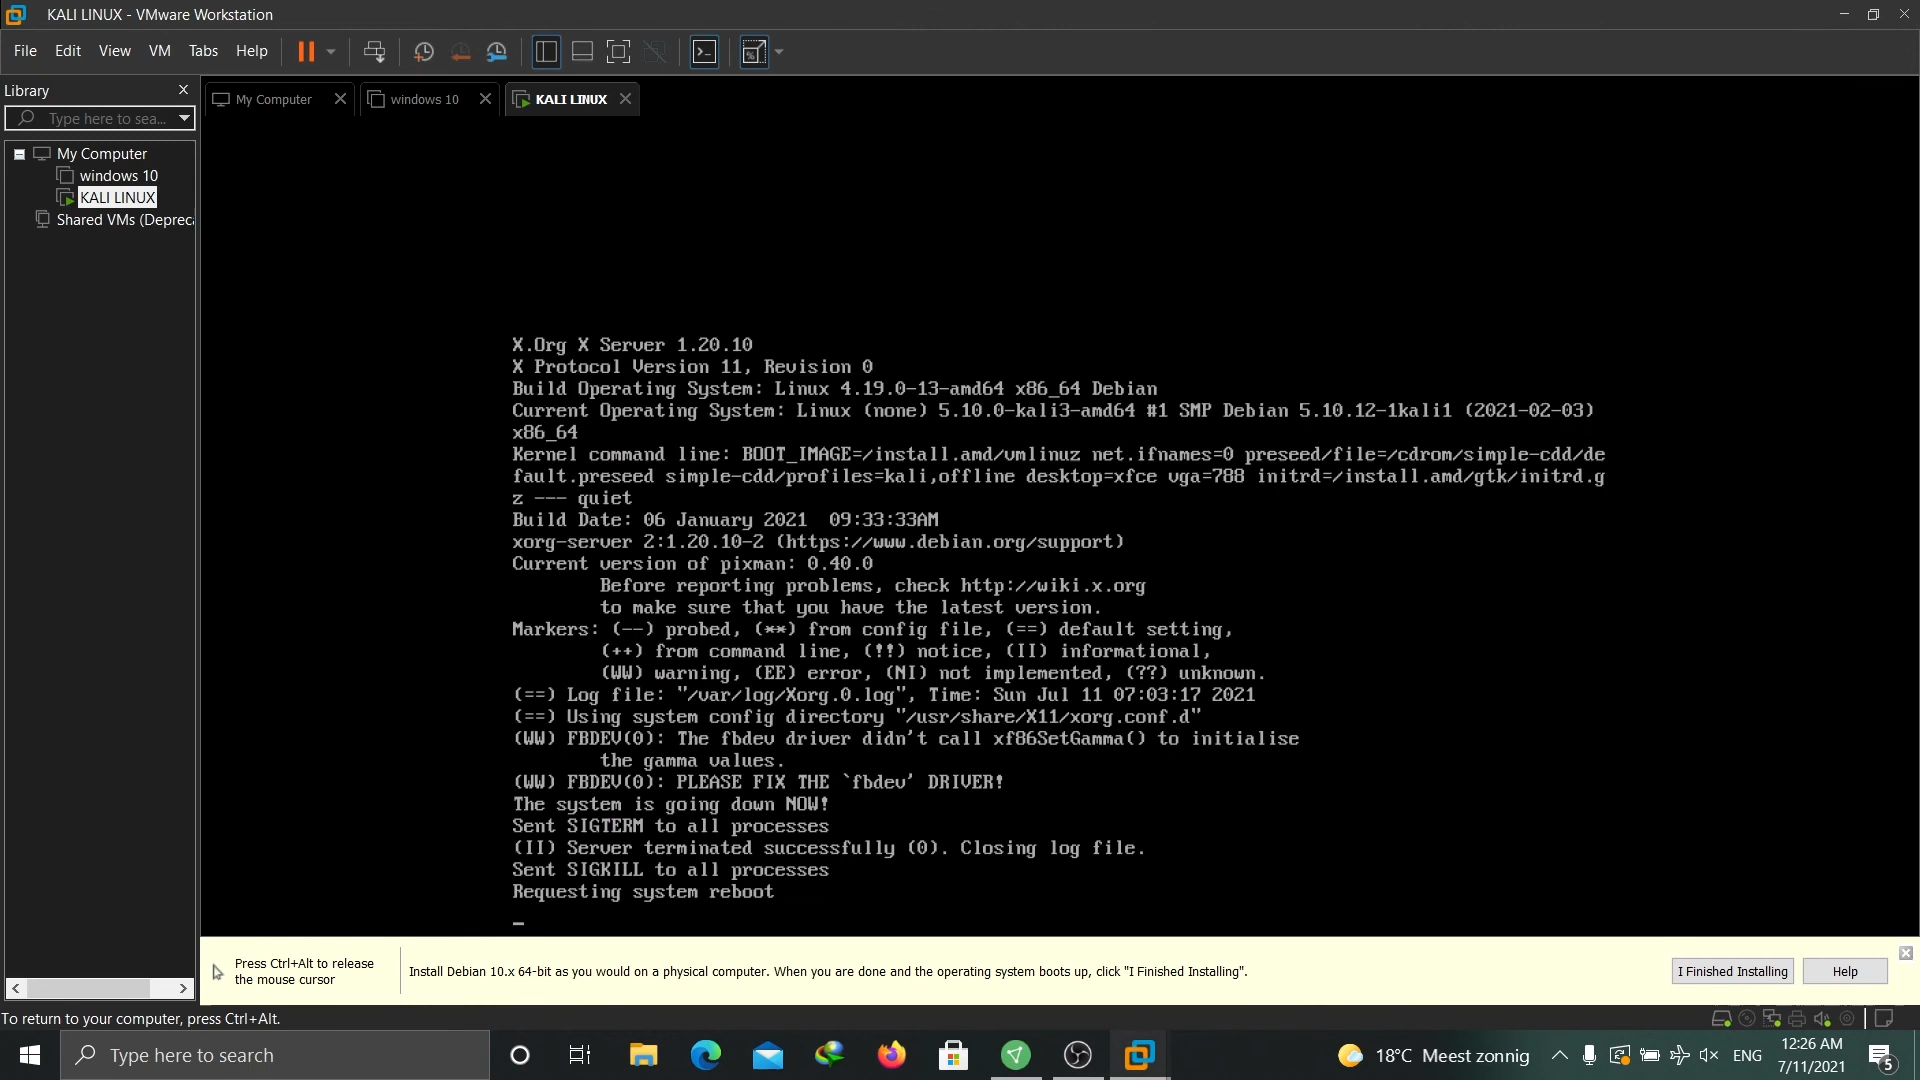 KALI LINUX - VMware Workstation
File Edit View VM Tabs Help
Library
Type here to sea...
My Computer
windows 10
KALI LINUX
Shared VMs (Depreca
My Computer
windows 10
KALI LINUX
X.Org X Server 1.20.10
X Protocol Version 11, Revision 0
Build Operating System: Linux 4.19.0-13-amd64 x86_64 Debian
Current Operating System: Linux (none) 5.10.0-kali3-amd64 #1 SMP Debian 5.10.12-1kali1 (2021-02-03)
x86_64
Kernel command line: BOOT_IMAGE=/install.amd/vmlinuz net.ifnames=0 preseed/file=/cdrom/simple-cdd/de
fault.preseed simple-cdd/profiles=kali,offline desktop=xfce vga=788 initrd=/install.amd/gtk/initrd.g
z --- quiet
Build Date: 06 January 2021  09:33:33AM
xorg-server 2:1.20.10-2 (https://www.debian.org/support)
Current version of pixman: 0.40.0
Before reporting problems, check http://wiki.x.org
to make sure that you have the latest version.
Markers: (--) probed, (**) from config file, (==) default setting,
(++) from command line, (!!) notice, (II) informational,
(WW) warning, (EE) error, (NI) not implemented, (??) unknown.
(==) Log file: "/var/log/Xorg.0.log", Time: Sun Jul 11 07:03:17 2021
(==) Using system config directory "/usr/share/X11/xorg.conf.d"
(WW) FBDEV(0): The fbdev driver didn't call xf86SetGamma() to initialise
the gamma values.
(WW) FBDEV(0): PLEASE FIX THE `fbdev' DRIVER!
The system is going down NOW!
Sent SIGTERM to all processes
(II) Server terminated successfully (0). Closing log file.
Sent SIGKILL to all processes
Requesting system reboot
_
Press Ctrl+Alt to release
the mouse cursor
Install Debian 10.x 64-bit as you would on a physical computer. When you are done and the operating system boots up, click "I Finished Installing".
I Finished Installing
Help
To return to your computer, press Ctrl+Alt.
Type here to search
18°C Meest zonnig
ENG
12:26 AM
7/11/2021
5